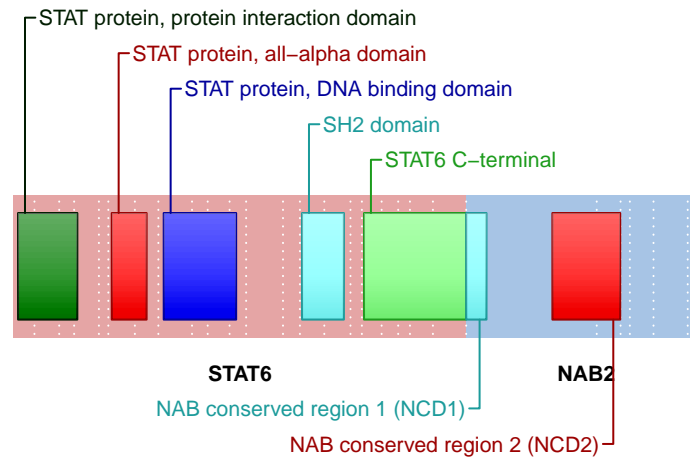 STAT protein, protein interaction domain
STAT protein, all−alpha domain
STAT protein, DNA binding domain
SH2 domain
STAT6 C−terminal
STAT6
NAB2
NAB conserved region 1 (NCD1)
NAB conserved region 2 (NCD2)